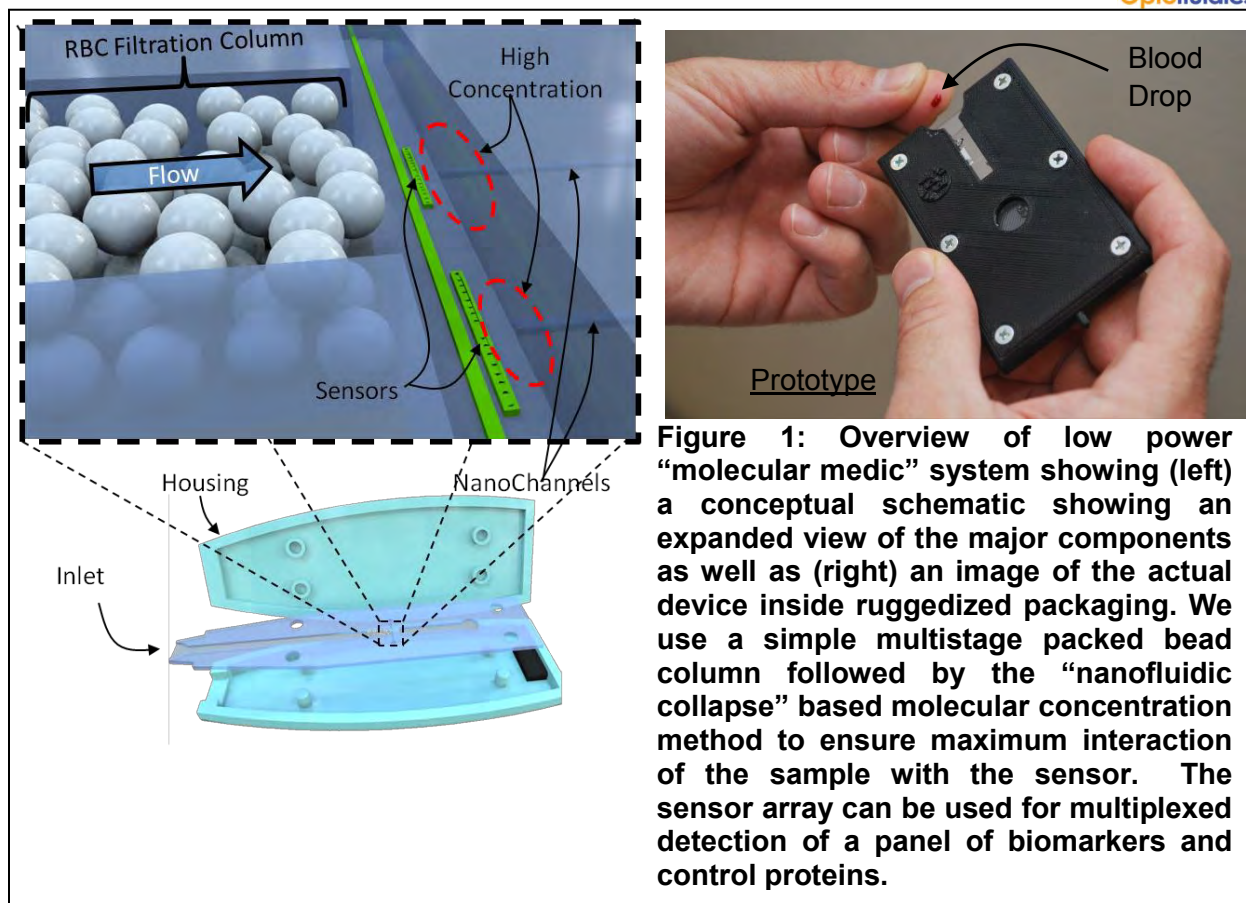 Optofluidics
RBC Filtration Column
High
Concentration
Flow
Sensors
NanoChannels
Housing
Inlet
Blood
Drop
Prototype
Figure 1: Overview of low power
“molecular medic” system showing (left)
a conceptual schematic showing an
expanded view of the major components
as well as (right) an image of the actual
device inside ruggedized packaging. We
use a simple multistage packed bead
column followed by the “nanofluidic
collapse” based molecular concentration
method to ensure maximum interaction
of the sample with the sensor. The
sensor array can be used for multiplexed
detection of a panel of biomarkers and
control proteins.